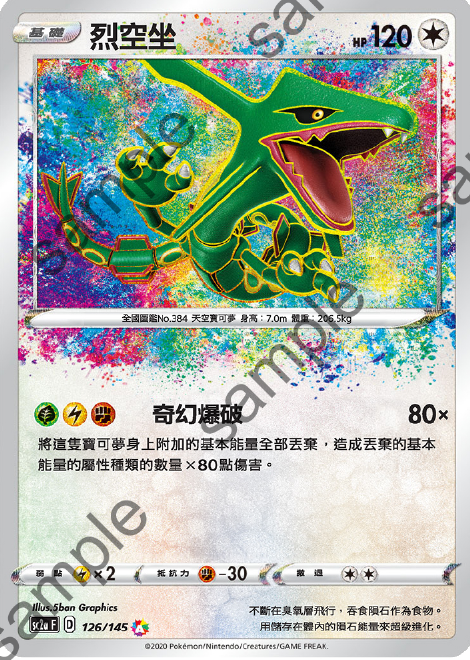 基礎 烈空坐 HP 120
全國圖鑑No.384 天空寶可夢 身高：7.0m 體重：206.5kg
奇幻爆破 80×
將這隻寶可夢身上附加的基本能量全部丟棄，造成丟棄的基本
能量的屬性種類的數量×80點傷害。
弱點 ×2 抵抗力 -30 撤退
Illus.5ban Graphics
sc2a F D 126/145
不斷在臭氧層飛行，吞食隕石作為食物。
用儲存在體內的隕石能量來超級進化。
©2020 Pokémon/Nintendo/Creatures/GAME FREAK.
sample
sample
sample
sample
sample
sample